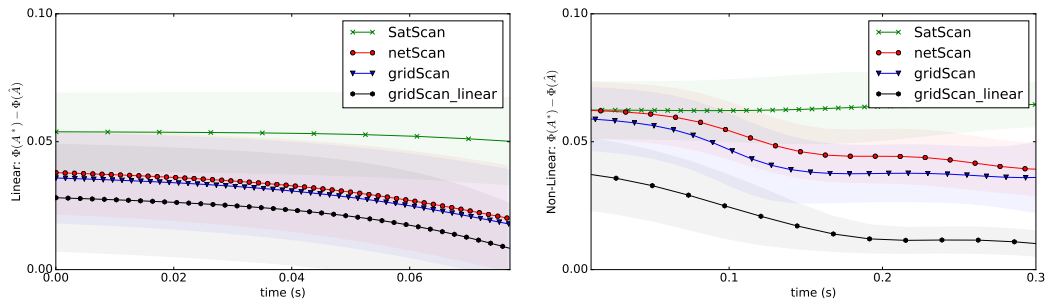 0.10
0.05
0.00
Linear: Φ(A*) − Φ(Â)
SatScan
netScan
gridScan
gridScan_linear
0.00 0.02 0.04 0.06
time (s)
0.10
0.05
0.00
Non-Linear: Φ(A*) − Φ(Â)
SatScan
netScan
gridScan
gridScan_linear
0.1 0.2 0.3
time (s)